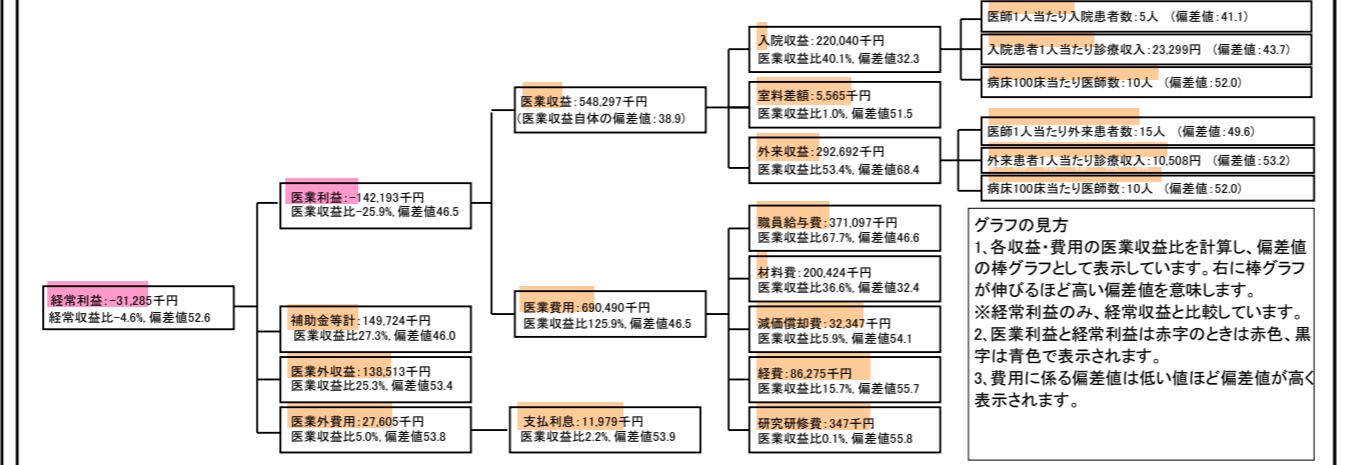 経常利益:-31,285千円
経常収比-4.6%, 偏差値52.6
医業利益:-142,193千円
医業収益比-25.9%, 偏差値46.5
補助金等計:149,724千円
医業収益比27.3%, 偏差値46.0
医業外収益:138,513千円
医業収益比25.3%, 偏差値53.4
医業外費用:27,605千円
医業収益比5.0%, 偏差値53.8
医業収益:548,297千円
(医業収益自体の偏差値:38.9)
医業費用:690,490千円
医業収益比125.9%, 偏差値46.5
支払利息:11,979千円
医業収益比2.2%, 偏差値53.9
入院収益:220,040千円
医業収益比40.1%, 偏差値32.3
室料差額:5,565千円
医業収益比1.0%, 偏差値51.5
外来収益:292,692千円
医業収益比53.4%, 偏差値68.4
職員給与費:371,097千円
医業収益比67.7%, 偏差値46.6
材料費:200,424千円
医業収益比36.6%, 偏差値32.4
減価償却費:32,347千円
医業収益比5.9%, 偏差値54.1
経費:86,275千円
医業収益比15.7%, 偏差値55.7
研究研修費:347千円
医業収益比0.1%, 偏差値55.8
医師1人当たり入院患者数:5人 (偏差値:41.1)
入院患者1人当たり診療収入:23,299円 (偏差値:43.7)
病床100床当たり医師数:10人 (偏差値:52.0)
医師1人当たり外来患者数:15人 (偏差値:49.6)
外来患者1人当たり診療収入:10,508円 (偏差値:53.2)
病床100床当たり医師数:10人 (偏差値:52.0)
グラフの見方
1、各収益・費用の医業収益比を計算し、偏差値
の棒グラフとして表示しています。右に棒グラフ
が伸びるほど高い偏差値を意味します。
※経常利益のみ、経常収益と比較しています。
2、医業利益と経常利益は赤字のときは赤色、黒
字は青色で表示されます。
3、費用に係る偏差値は低い値ほど偏差値が高く
表示されます。